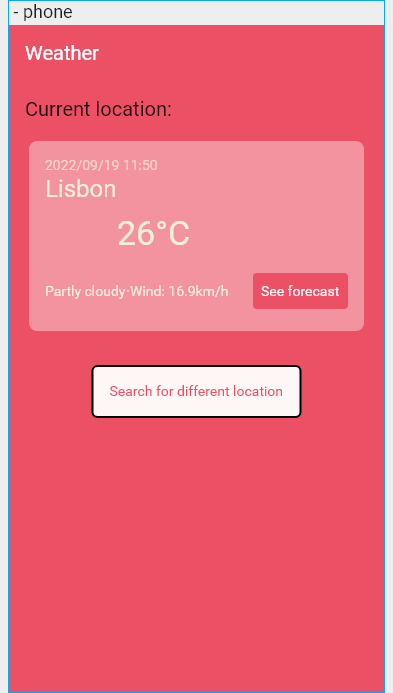 - phone
Weather
Current location:
2022/09/19 11:50
Lisbon
26°C
Partly cloudy·Wind: 16.9km/h
See forecast
Search for different location